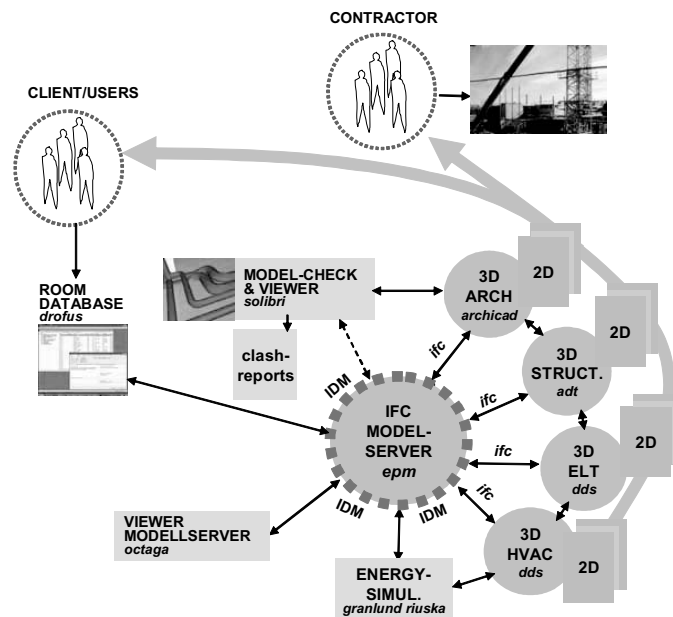 CONTRACTOR
CLIENT/USERS
ROOM
DATABASE
drofus
MODEL-CHECK
& VIEWER
solibri
clash-
reports
3D
ARCH
archicad
2D
3D
STRUCT.
adt
2D
3D
ELT
dds
2D
3D
HVAC
dds
2D
ifc
ifc
ifc
ifc
IDM
IFC
MODEL-
SERVER
epm
IDM
IDM
VIEWER
MODELLSERVER
octaga
ENERGY-
SIMUL.
granlund riuska